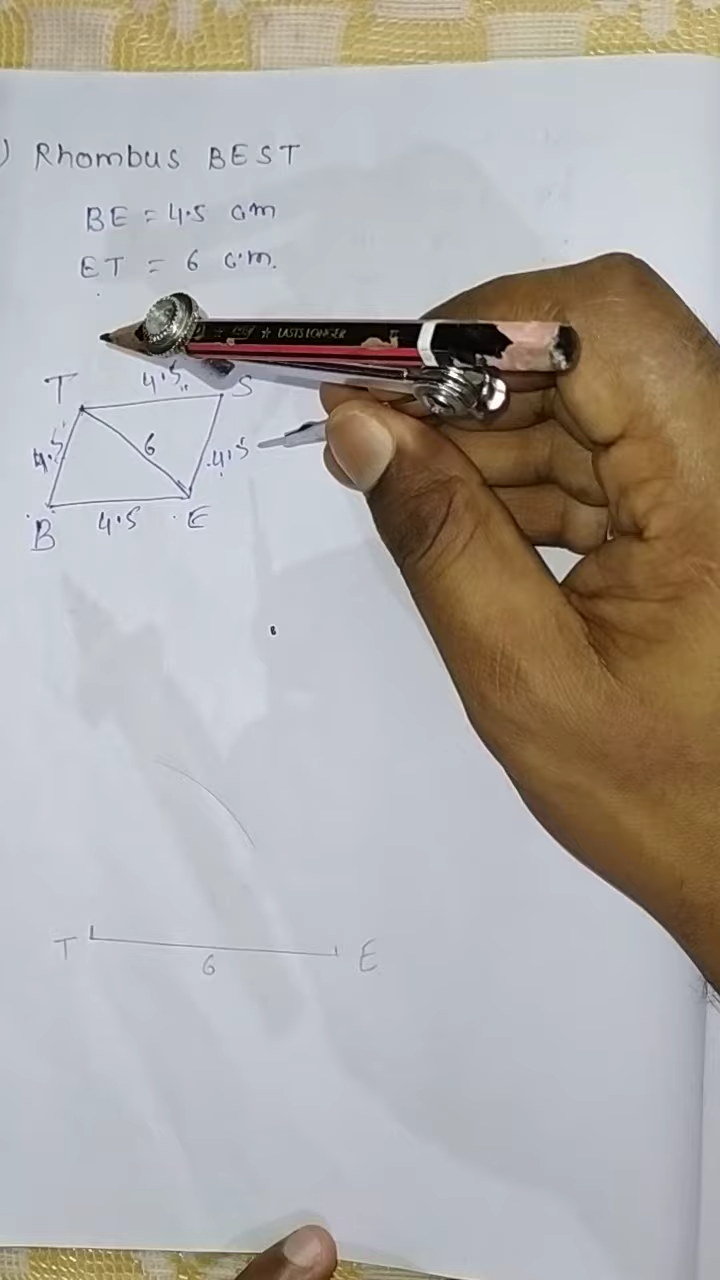 ) Rhombus BEST
BE = 4.5 cm
ET = 6 cm.
LASTS LONGER
T 4.5 S
4.5 6 4.5
B 4.5 E
T 6 E